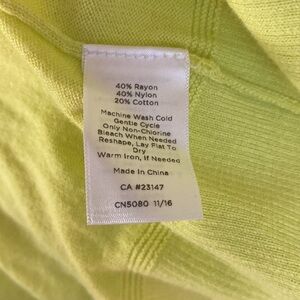 40% Rayon
40% Nylon
20% Cotton
Machine Wash Cold
Gentle Cycle
Only Non-Chlorine
Bleach When Needed
Reshape, Lay Flat To
Dry
Warm Iron, If Needed
Made In China
CA #23147
CN5080 11/16